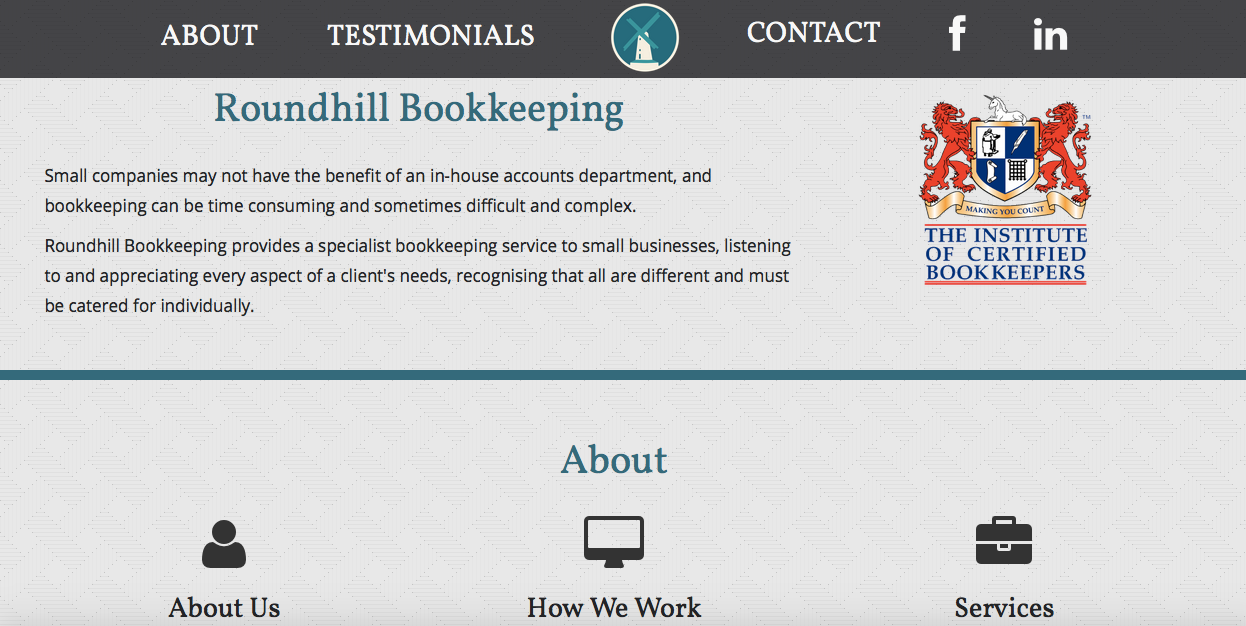 ABOUT TESTIMONIALS CONTACT f in
Roundhill Bookkeeping
Small companies may not have the benefit of an in-house accounts department, and
bookkeeping can be time consuming and sometimes difficult and complex.
Roundhill Bookkeeping provides a specialist bookkeeping service to small businesses, listening
to and appreciating every aspect of a client's needs, recognising that all are different and must
be catered for individually.
TM
MAKING YOU COUNT
THE INSTITUTE
OF CERTIFIED
BOOKKEEPERS
About
About Us How We Work Services